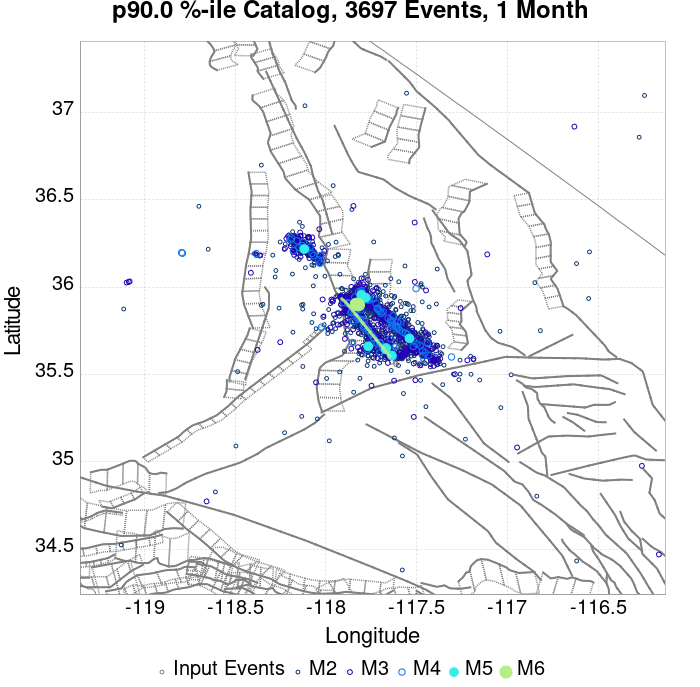 p90.0 %-ile Catalog, 3697 Events, 1 Month
37
36.5
36
35.5
35
34.5
Latitude
-119 -118.5 -118 -117.5 -117 -116.5
Longitude
Input Events M2 M3 M4 M5 M6